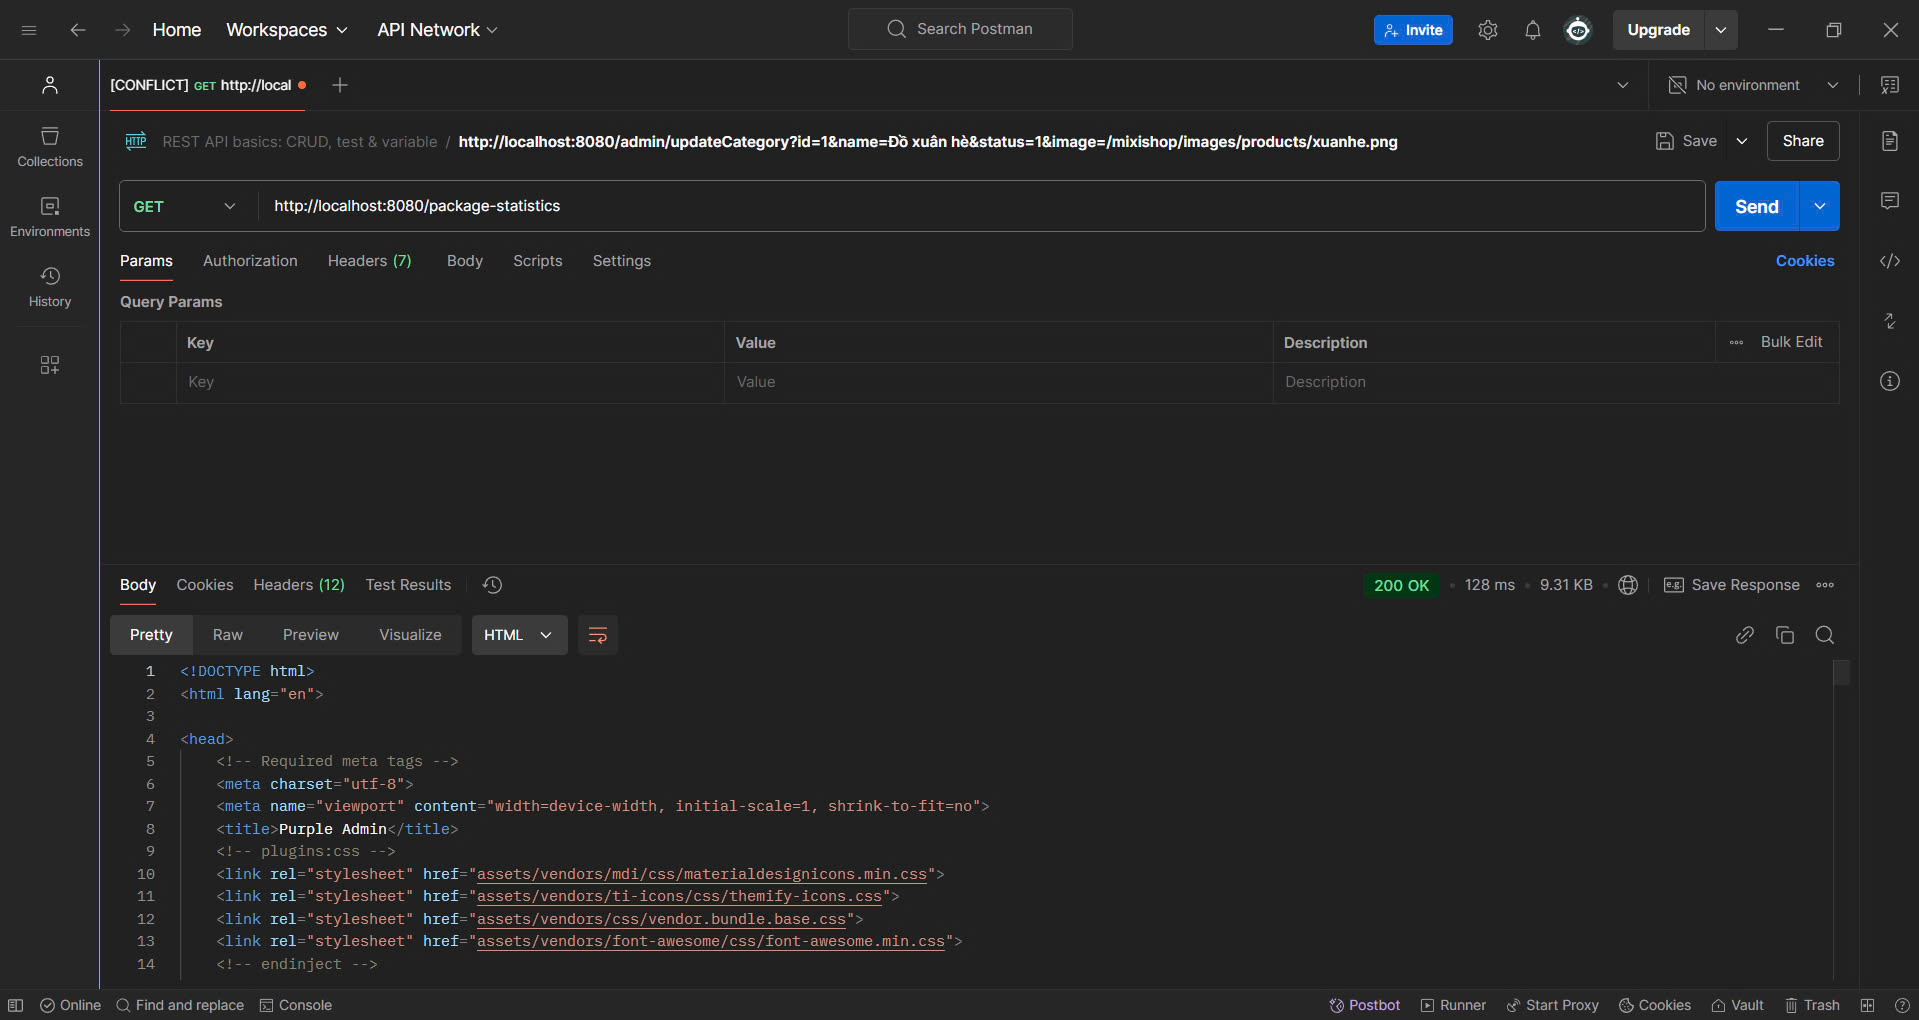 Home Workspaces API Network Search Postman Invite Upgrade
[CONFLICT] GET http://local No environment
HTTP REST API basics: CRUD, test & variable / http://localhost:8080/admin/updateCategory?id=1&name=Đồ xuân hè&status=1&image=/mixishop/images/products/xuanhe.png Save Share
Collections
Environments
History
GET http://localhost:8080/package-statistics Send
Params Authorization Headers (7) Body Scripts Settings Cookies
Query Params
Key Value Description Bulk Edit
Key Value Description
Body Cookies Headers (12) Test Results 200 OK 128 ms 9.31 KB e.g. Save Response
Pretty Raw Preview Visualize HTML
1 <!DOCTYPE html>
2 <html lang="en">
3
4 <head>
5 <!-- Required meta tags -->
6 <meta charset="utf-8">
7 <meta name="viewport" content="width=device-width, initial-scale=1, shrink-to-fit=no">
8 <title>Purple Admin</title>
9 <!-- plugins:css -->
10 <link rel="stylesheet" href="assets/vendors/mdi/css/materialdesignicons.min.css">
11 <link rel="stylesheet" href="assets/vendors/ti-icons/css/themify-icons.css">
12 <link rel="stylesheet" href="assets/vendors/css/vendor.bundle.base.css">
13 <link rel="stylesheet" href="assets/vendors/font-awesome/css/font-awesome.min.css">
14 <!-- endinject -->
Online Find and replace Console Postbot Runner Start Proxy Cookies Vault Trash